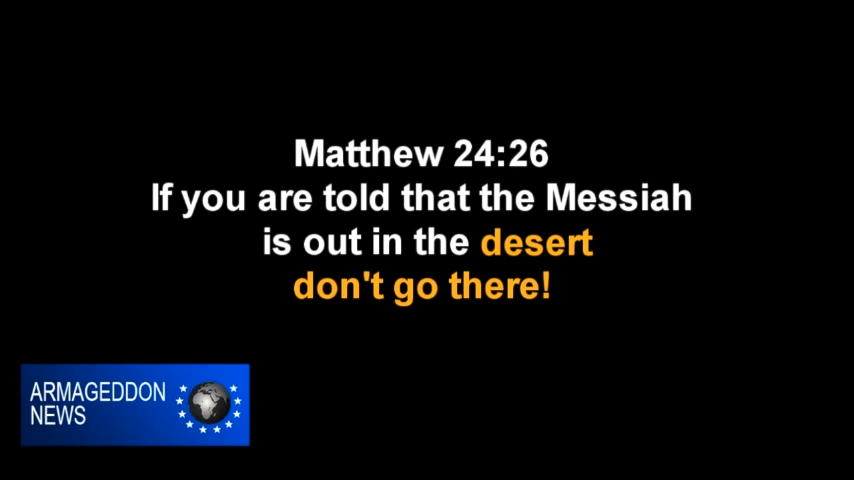 Matthew 24:26
If you are told that the Messiah
is out in the desert
don't go there!
ARMAGEDDON
NEWS